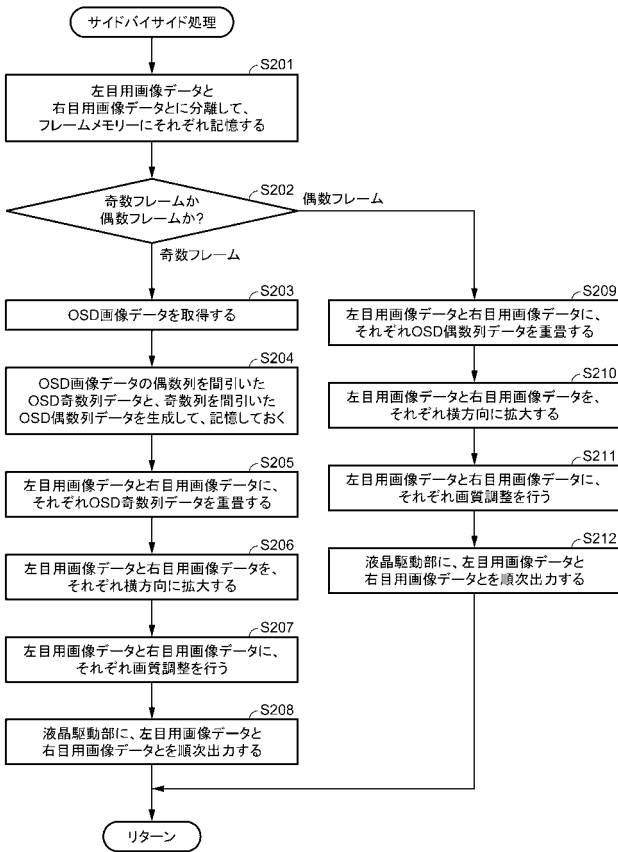 サイドバイサイド処理
S201
左目用画像データと
右目用画像データとに分離して、
フレームメモリーにそれぞれ記憶する
S202
奇数フレームか
偶数フレームか?
偶数フレーム
奇数フレーム
S203
OSD画像データを取得する
S204
OSD画像データの偶数列を間引いた
OSD奇数列データと、奇数列を間引いた
OSD偶数列データを生成して、記憶しておく
S205
左目用画像データと右目用画像データに、
それぞれOSD奇数列データを重畳する
S206
左目用画像データと右目用画像データを、
それぞれ横方向に拡大する
S207
左目用画像データと右目用画像データに、
それぞれ画質調整を行う
S208
液晶駆動部に、左目用画像データと
右目用画像データとを順次出力する
S209
左目用画像データと右目用画像データに、
それぞれOSD偶数列データを重畳する
S210
左目用画像データと右目用画像データを、
それぞれ横方向に拡大する
S211
左目用画像データと右目用画像データに、
それぞれ画質調整を行う
S212
液晶駆動部に、左目用画像データと
右目用画像データとを順次出力する
リターン